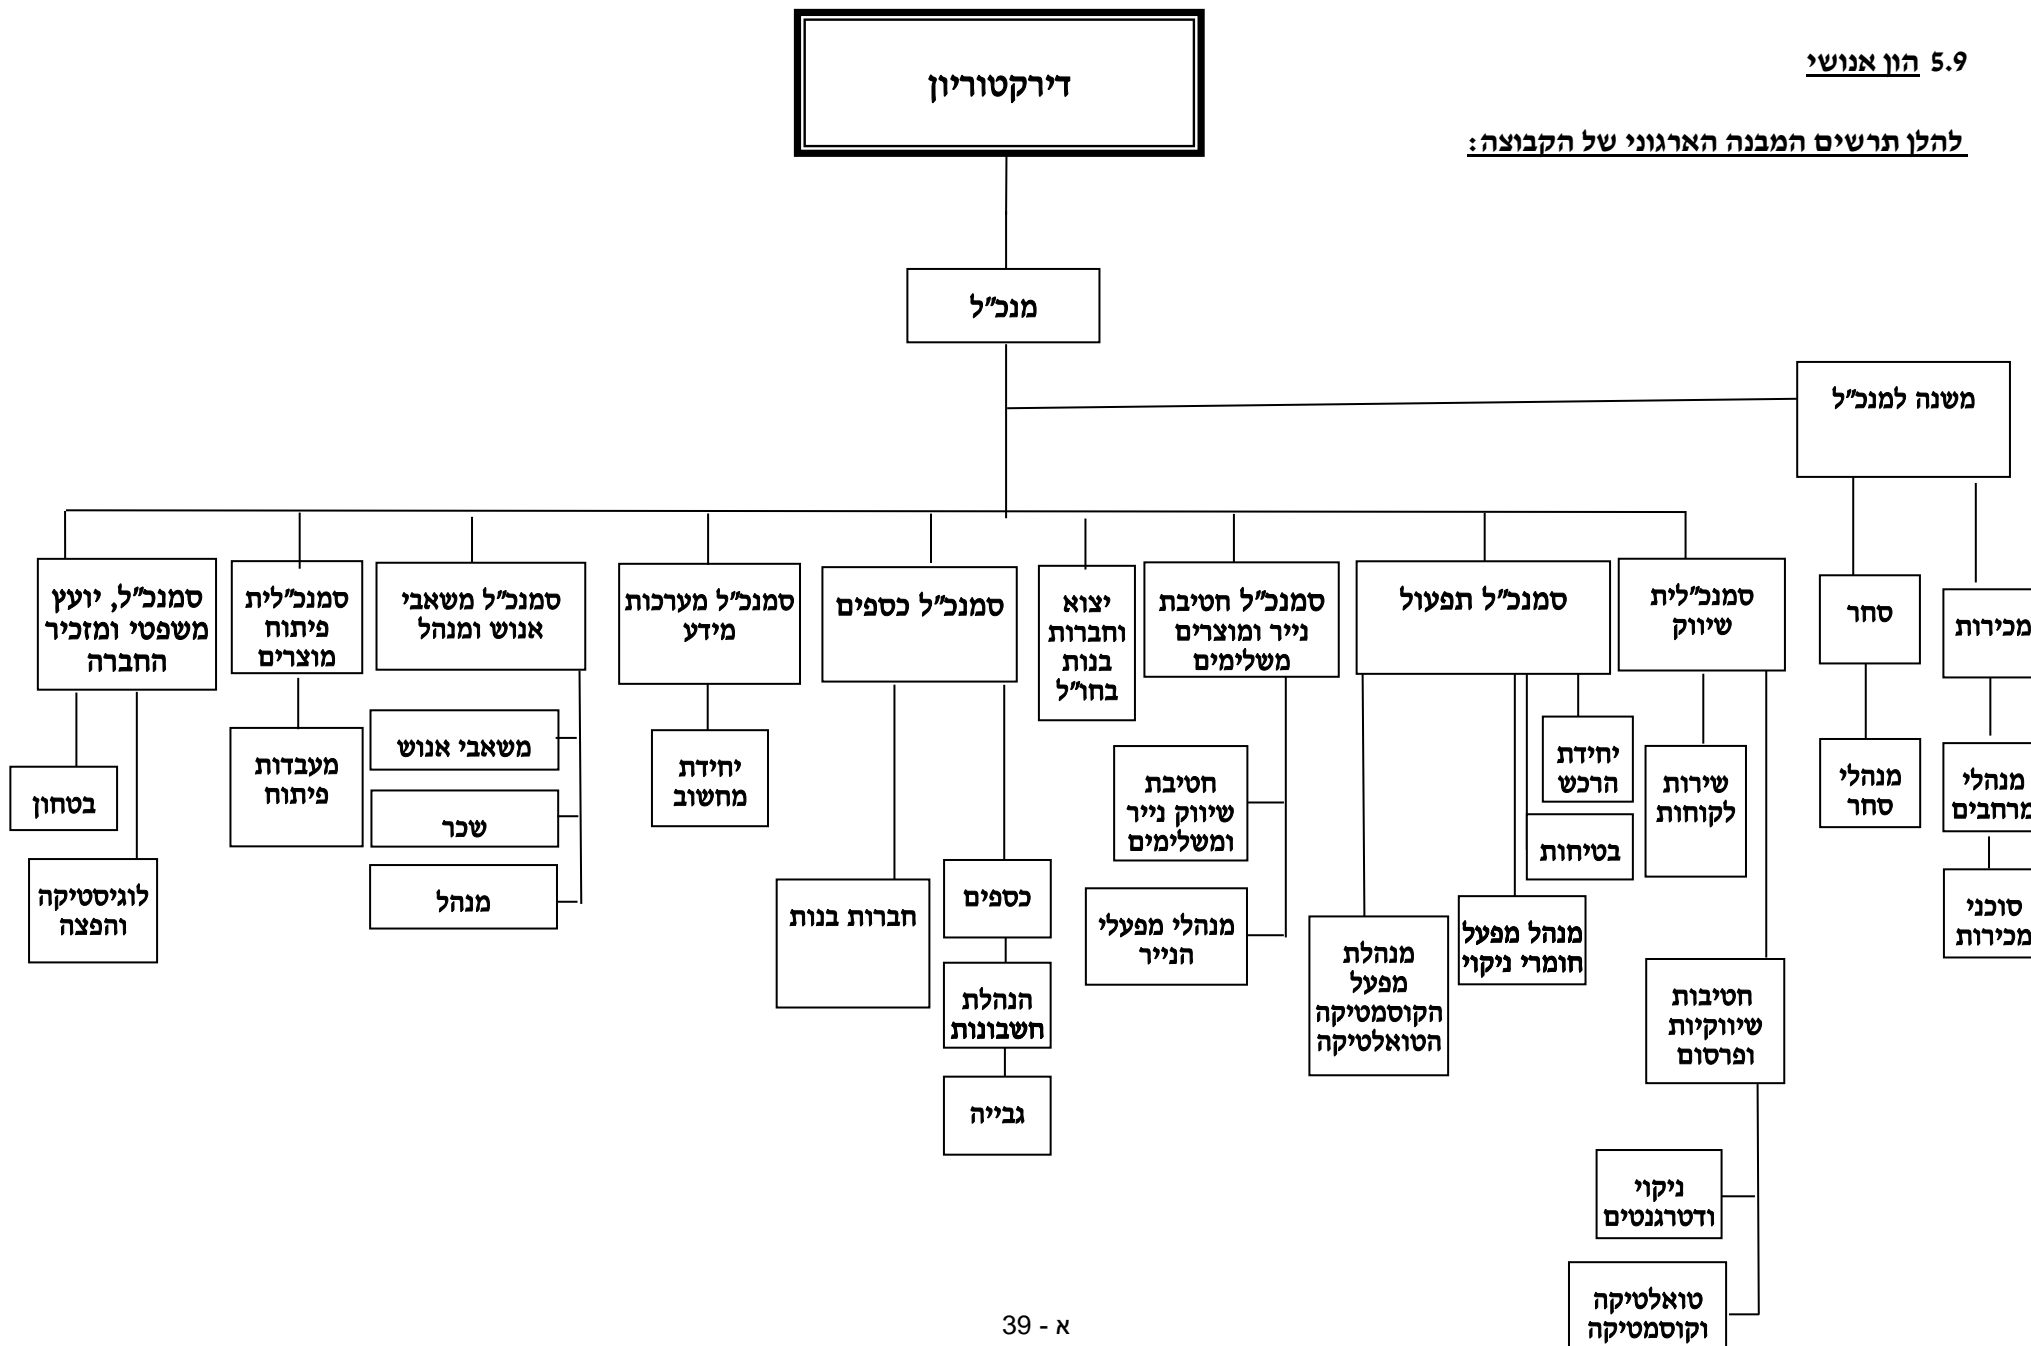 5.9 הון אנושי
להלן תרשים המבנה הארגוני של הקבוצה:
דירקטוריון
מנכ"ל
משנה למנכ"ל
מכירות
מנהלי
מרחבים
סוכני
מכירות
סחר
מנהלי
סחר
סמנכ"לית
שיווק
שירות
לקוחות
חטיבות
שיווקיות
ופרסום
ניקוי
ודטרגנטים
טואלטיקה
וקוסמטיקה
סמנכ"ל תפעול
יחידת
הרכש
בטיחות
מנהל מפעל
חומרי ניקוי
מנהלת
מפעל
הקוסמטיקה
הטואלטיקה
סמנכ"ל חטיבת
נייר ומוצרים
משלימים
חטיבת
שיווק נייר
ומשלימים
מנהלי מפעלי
הנייר
יצוא
וחברות
בנות
בחו"ל
סמנכ"ל כספים
כספים
הנהלת
חשבונות
גבייה
חברות בנות
סמנכ"ל מערכות
מידע
יחידת
מחשוב
סמנכ"ל משאבי
אנוש ומנהל
משאבי אנוש
שכר
מנהל
סמנכ"לית
פיתוח
מוצרים
מעבדות
פיתוח
סמנכ"ל, יועץ
משפטי ומזכיר
החברה
בטחון
לוגיסטיקה
והפצה
א - 39